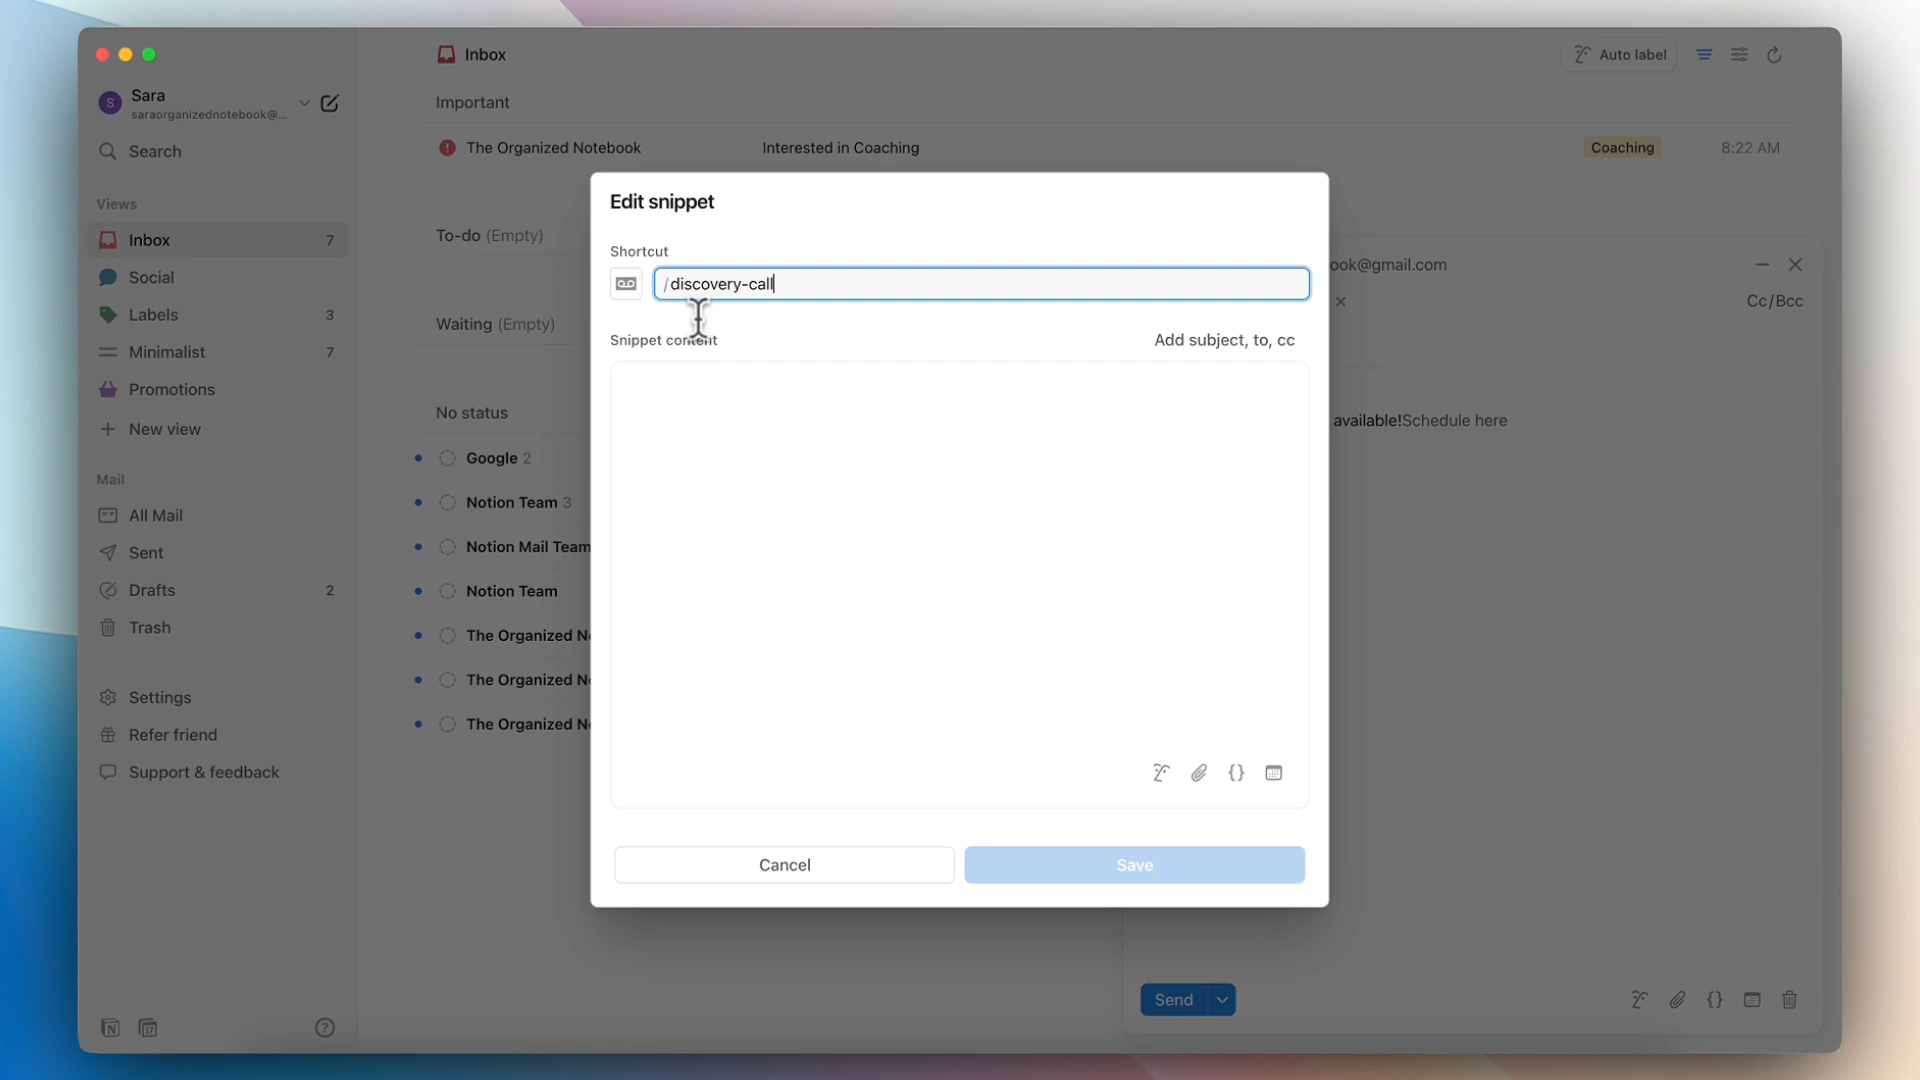 Sara
saraorganizednotebook@...
Search
Views
Inbox 7
Social
Labels 3
Minimalist 7
Promotions
New view
Mail
All Mail
Sent
Drafts 2
Trash
Settings
Refer friend
Support & feedback
Inbox
Auto label
Important
The Organized Notebook Interested in Coaching Coaching 8:22 AM
To-do (Empty)
Waiting (Empty)
No status
Google 2
Notion Team 3
Notion Mail Team
Notion Team
The Organized No
The Organized No
The Organized No
ook@gmail.com
Cc/Bcc
available!Schedule here
Send
Edit snippet
Shortcut
/discovery-call
Snippet content
Add subject, to, cc
Cancel
Save